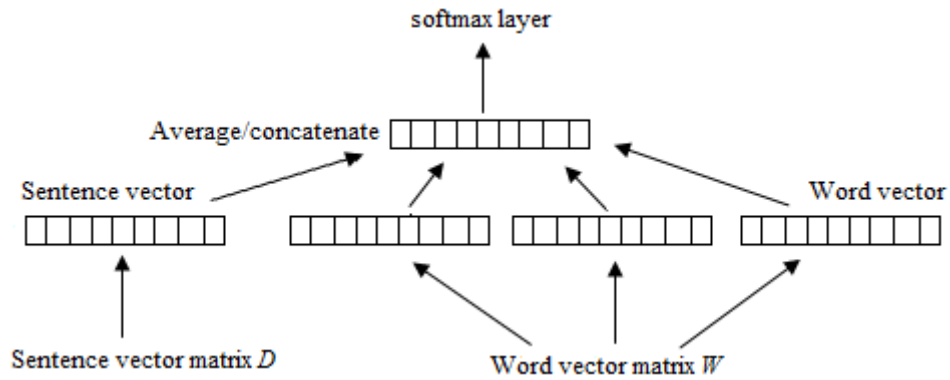 softmax layer
Average/concatenate
Sentence vector
Word vector
Sentence vector matrix D
Word vector matrix W